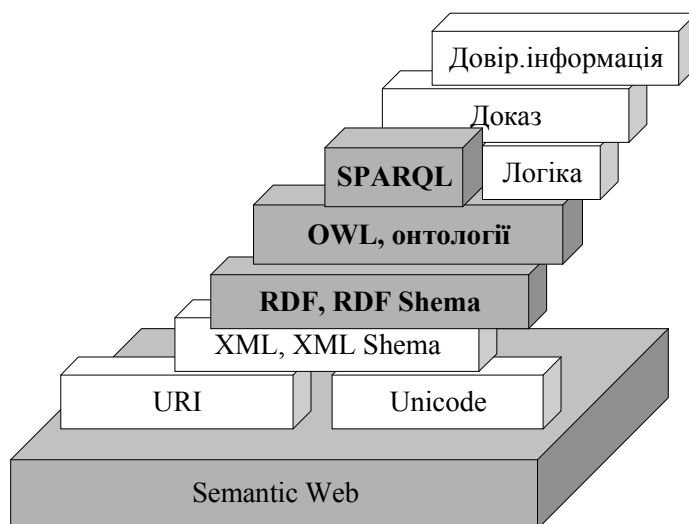 Довір.інформація
Доказ
SPARQL
Логіка
OWL, онтології
RDF, RDF Shema
XML, XML Shema
URI
Unicode
Semantic Web